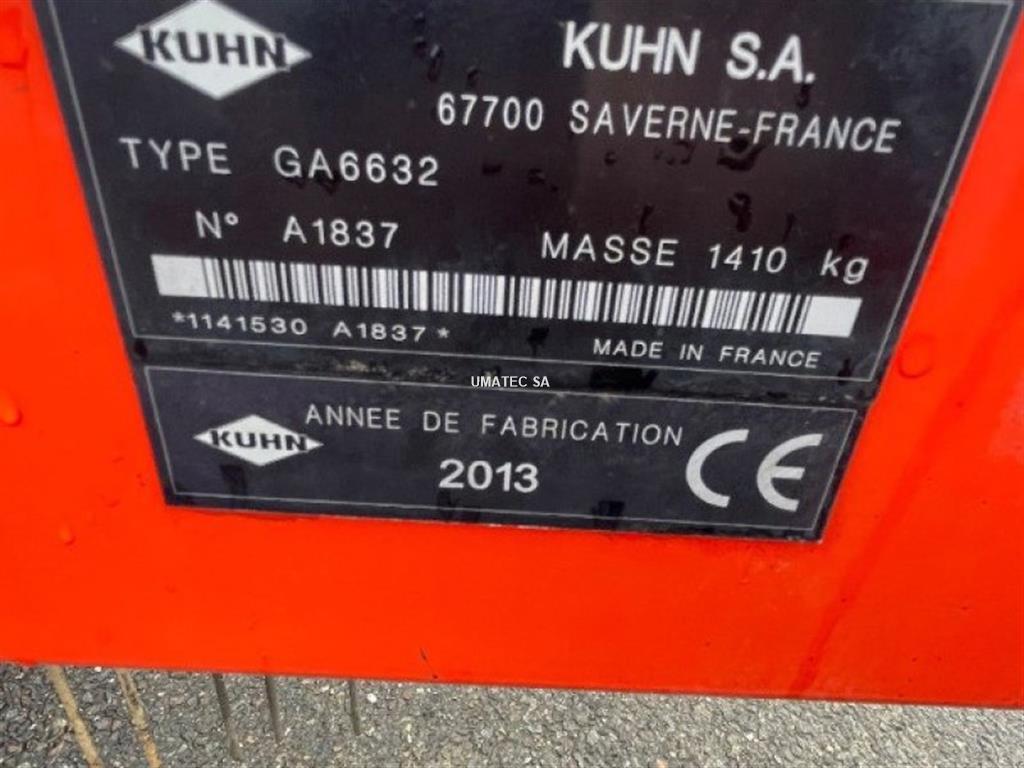 KUHN
KUHN S.A.
67700 SAVERNE-FRANCE
TYPE GA6632
N° A1837 MASSE 1410 kg
*1141530 A1837*
MADE IN FRANCE
UMATEC SA
KUHN
ANNEE DE FABRICATION
2013
CE